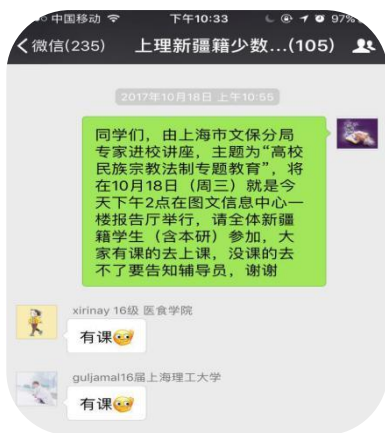 中国移动 下午10:33 97%
微信(235) 上理新疆籍少数...(105)
2017年10月18日 上午10:55
同学们，由上海市文保分局
专家进校讲座，主题为“高校
民族宗教法制专题教育”，将
在10月18日（周三）就是今
天下午2点在图文信息中心一
楼报告厅举行，请全体新疆
籍学生（含本研）参加，大
家有课的去上课，没课的去
不了要告知辅导员，谢谢
xirinay 16级 医食学院
有课
guljamal16届上海理工大学
有课